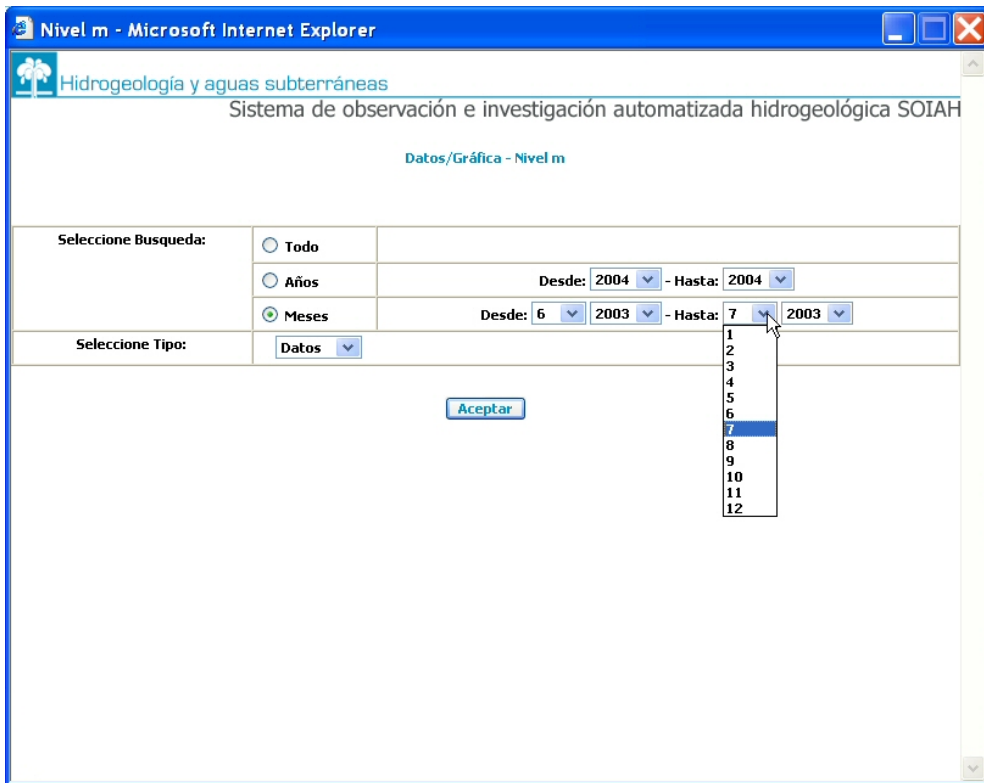 Nivel m - Microsoft Internet Explorer
Hidrogeología y aguas subterráneas
Sistema de observación e investigación automatizada hidrogeológica SOIAH
Datos/Gráfica - Nivel m
Seleccione Busqueda:
Todo
Años Desde: 2004 - Hasta: 2004
Meses Desde: 6 2003 - Hasta: 7 2003
Seleccione Tipo: Datos
1
2
3
4
5
6
7
8
9
10
11
12
Aceptar